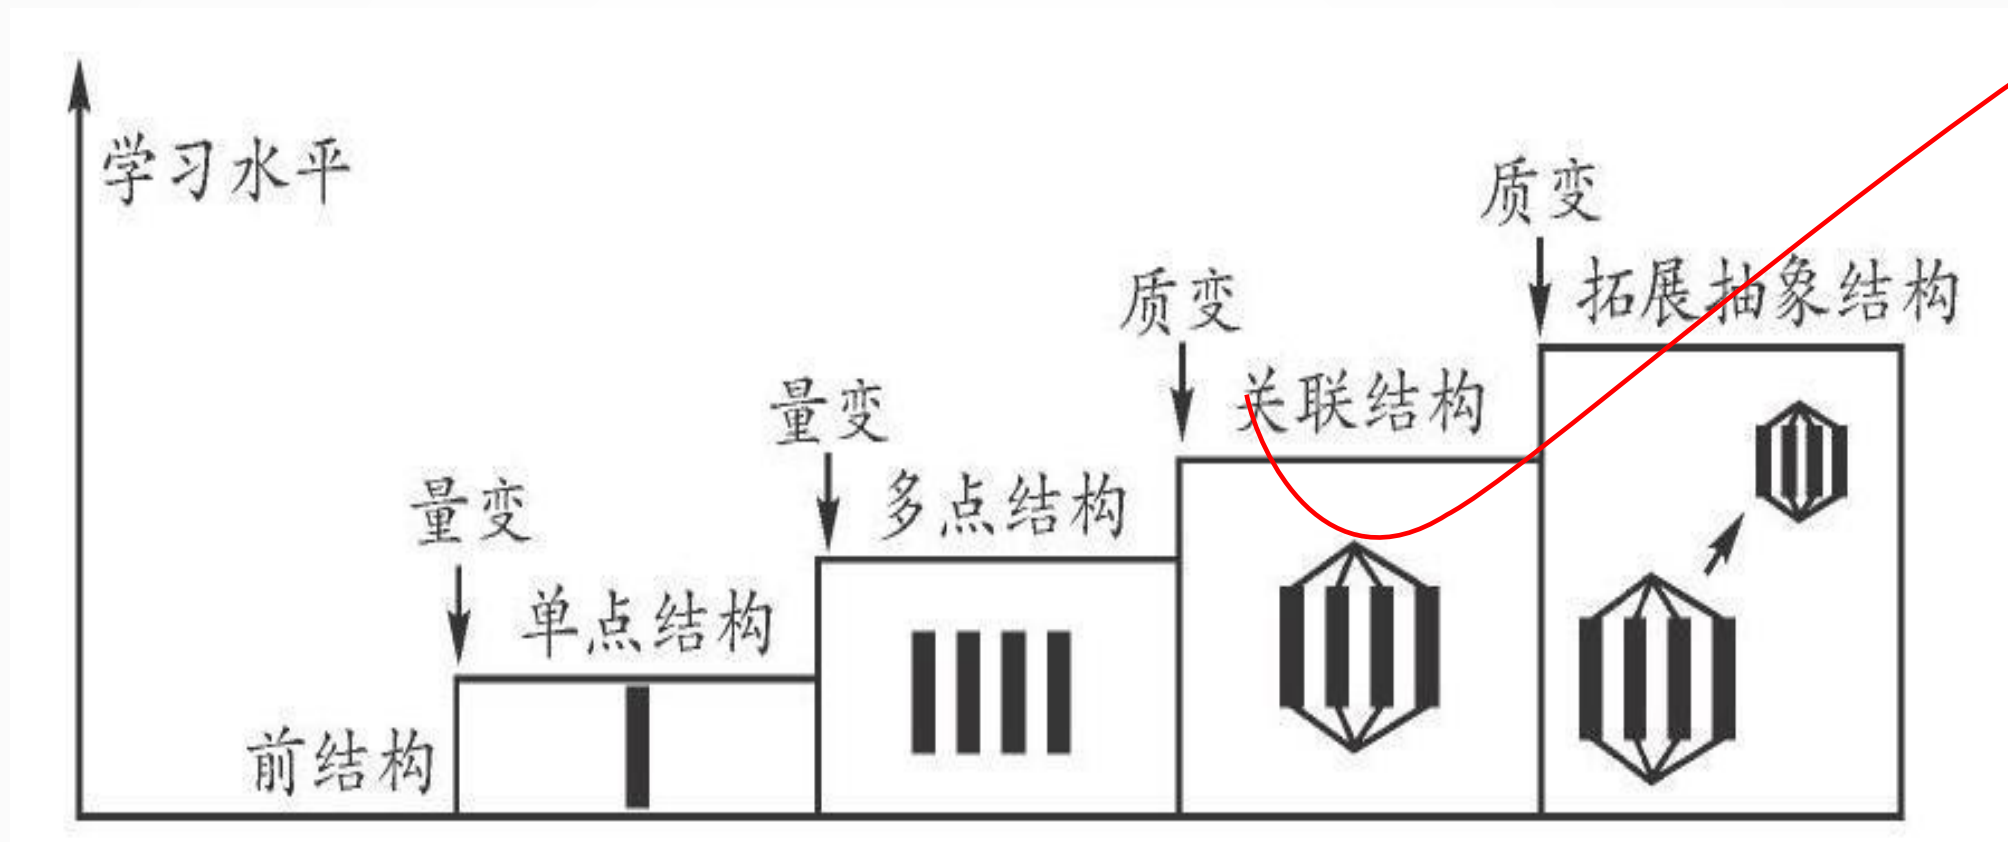 学习水平
质变
拓展抽象结构
质变
关联结构
量变
多点结构
量变
单点结构
前结构